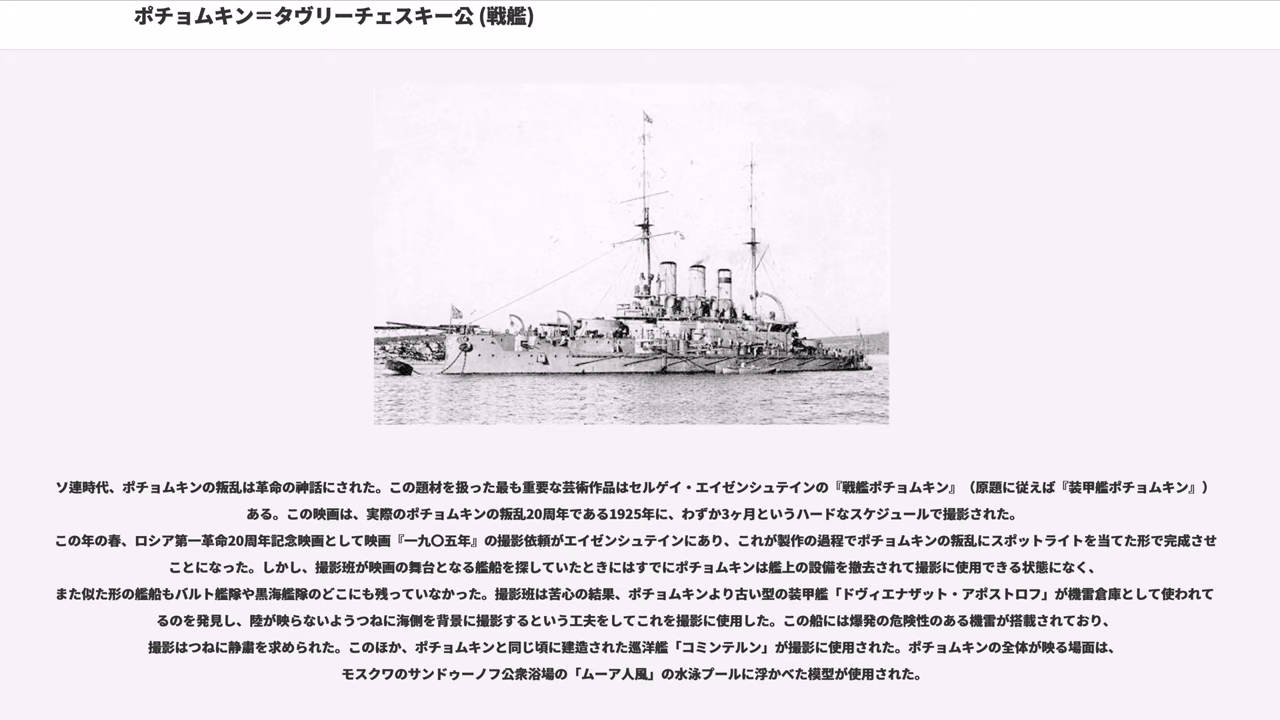 ポチョムキン＝タヴリーチェスキー公 (戦艦)
ソ連時代、ポチョムキンの叛乱は革命の神話にされた。この題材を扱った最も重要な芸術作品はセルゲイ・エイゼンシュテインの『戦艦ポチョムキン』（原題に従えば『装甲艦ポチョムキン』）
ある。この映画は、実際のポチョムキンの叛乱20周年である1925年に、わずか3ヶ月というハードなスケジュールで撮影された。
この年の春、ロシア第一革命20周年記念映画として映画『一九〇五年』の撮影依頼がエイゼンシュテインにあり、これが製作の過程でポチョムキンの叛乱にスポットライトを当てた形で完成させ
ことになった。しかし、撮影班が映画の舞台となる艦船を探していたときにはすでにポチョムキンは艦上の設備を撤去されて撮影に使用できる状態になく、
また似た形の艦船もバルト艦隊や黒海艦隊のどこにも残っていなかった。撮影班は苦心の結果、ポチョムキンより古い型の装甲艦「ドヴィエナザット・アポストロフ」が機雷倉庫として使われて
るのを発見し、陸が映らないようつねに海側を背景に撮影するという工夫をしてこれを撮影に使用した。この船には爆発の危険性のある機雷が搭載されており、
撮影はつねに静粛を求められた。このほか、ポチョムキンと同じ頃に建造された巡洋艦「コミンテルン」が撮影に使用された。ポチョムキンの全体が映る場面は、
モスクワのサンドゥーノフ公衆浴場の「ムーア人風」の水泳プールに浮かべた模型が使用された。